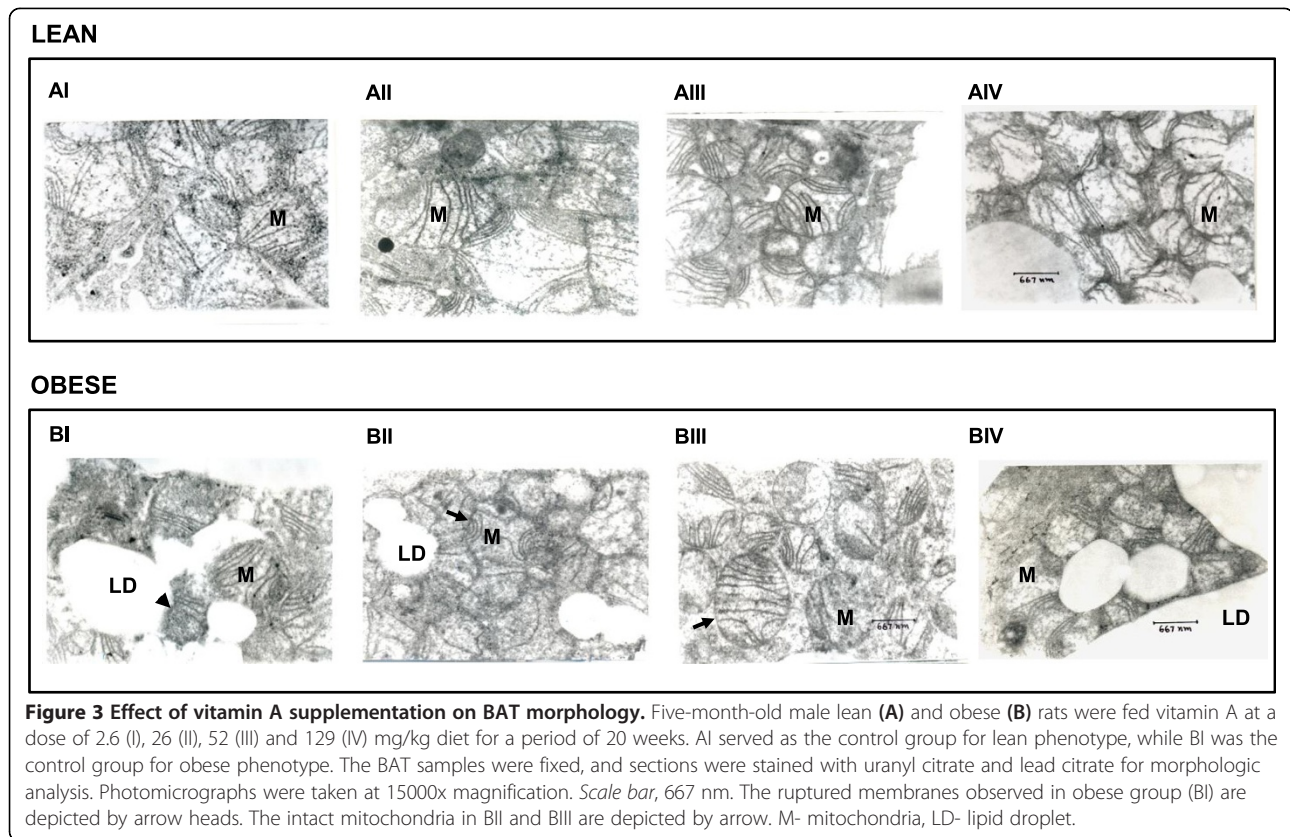 LEAN
AI AII AIII AIV
M M M M
667 nm
OBESE
BI BII BIII BIV
LD M LD M M M LD
667 nm 667 nm
Figure 3 Effect of vitamin A supplementation on BAT morphology. Five-month-old male lean (A) and obese (B) rats were fed vitamin A at a
dose of 2.6 (I), 26 (II), 52 (III) and 129 (IV) mg/kg diet for a period of 20 weeks. AI served as the control group for lean phenotype, while BI was the
control group for obese phenotype. The BAT samples were fixed, and sections were stained with uranyl citrate and lead citrate for morphologic
analysis. Photomicrographs were taken at 15000x magnification. Scale bar, 667 nm. The ruptured membranes observed in obese group (BI) are
depicted by arrow heads. The intact mitochondria in BII and BIII are depicted by arrow. M- mitochondria, LD- lipid droplet.